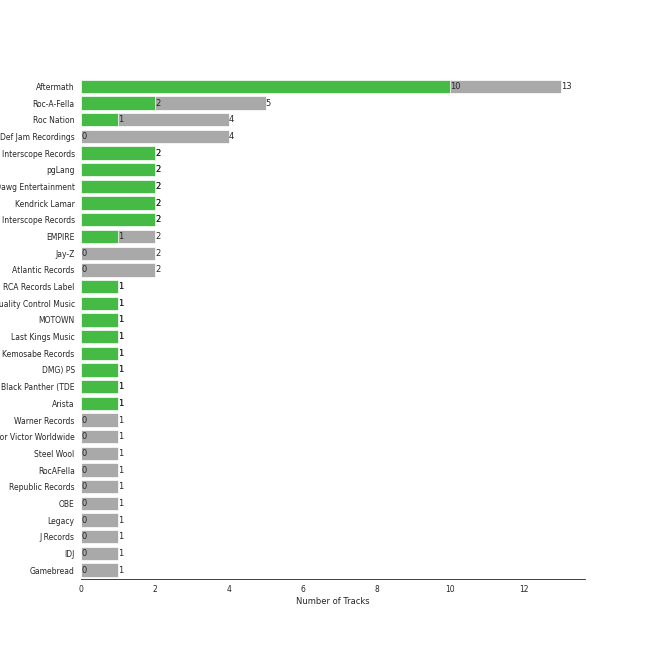 Aftermath 10 13
Roc-A-Fella 2 5
Roc Nation 1 4
Def Jam Recordings 0 4
Interscope Records 2
pgLang 2
awg Entertainment 2
Kendrick Lamar 2
Interscope Records 2
EMPIRE 1 2
Jay-Z 0 2
Atlantic Records 0 2
RCA Records Label 1
uality Control Music 1
MOTOWN 1
Last Kings Music 1
Kemosabe Records 1
DMG) PS 1
Black Panther (TDE 1
Arista 1
Warner Records 0 1
or Victor Worldwide 0 1
Steel Wool 0 1
RocAFella 0 1
Republic Records 0 1
OBE 0 1
Legacy 0 1
J Records 0 1
IDJ 0 1
Gamebread 0 1
0 2 4 6 8 10 12
Number of Tracks